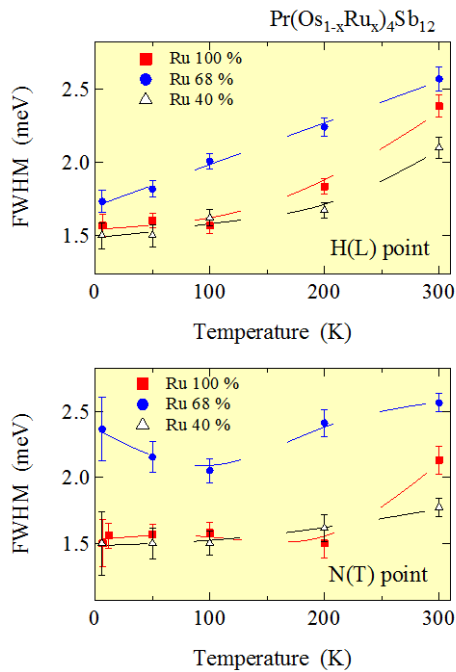 Pr(Os1-xRux)4Sb12
Ru 100 %
Ru 68 %
Ru 40 %
2.5
2.0
1.5
FWHM (meV)
H(L) point
0 100 200 300
Temperature (K)
Ru 100 %
Ru 68 %
Ru 40 %
2.5
2.0
1.5
FWHM (meV)
N(T) point
0 100 200 300
Temperature (K)